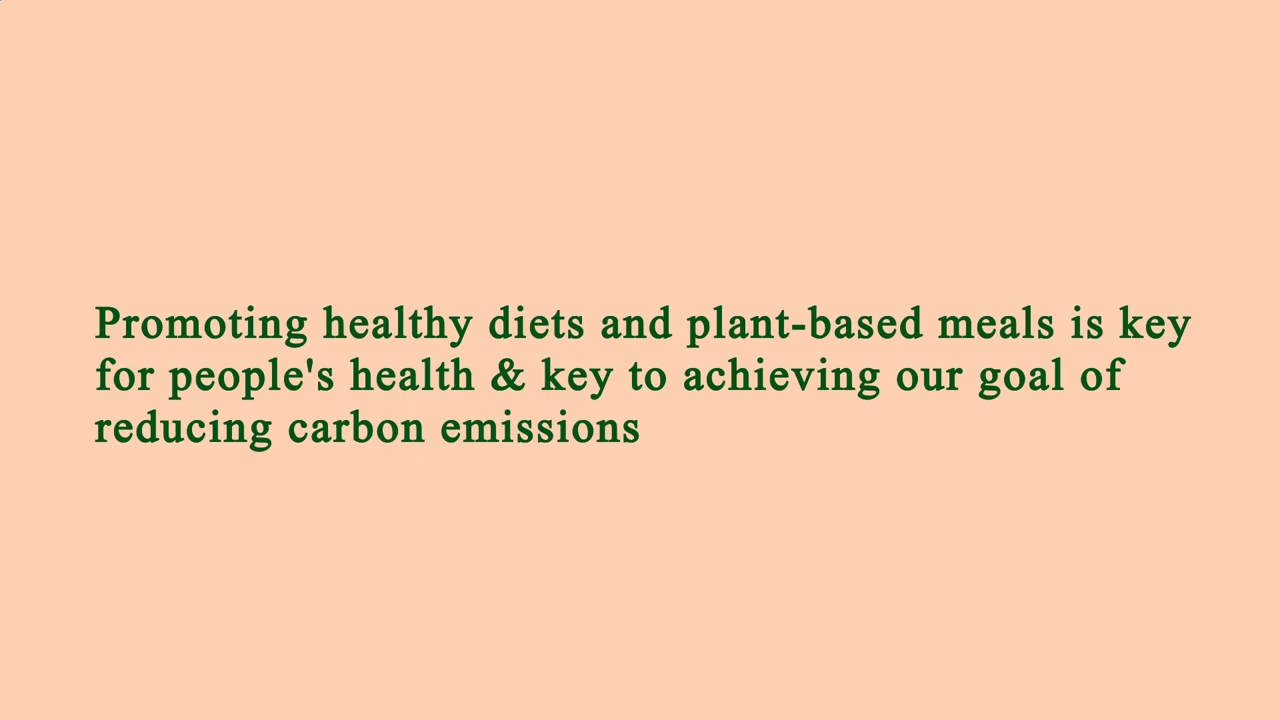 Promoting healthy diets and plant-based meals is key
for people's health & key to achieving our goal of
reducing carbon emissions